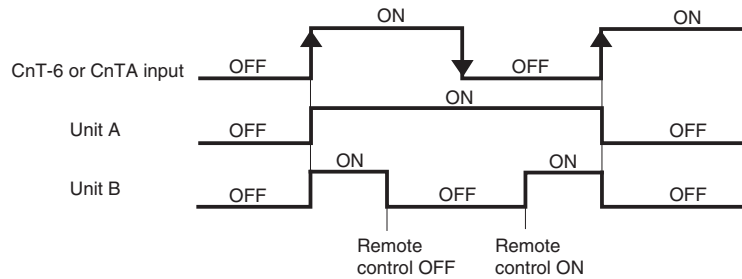 ON
ON
CnT-6 or CnTA input
OFF
OFF
ON
Unit A
OFF
OFF
ON
ON
Unit B
OFF
OFF
OFF
Remote
control OFF
Remote
control ON